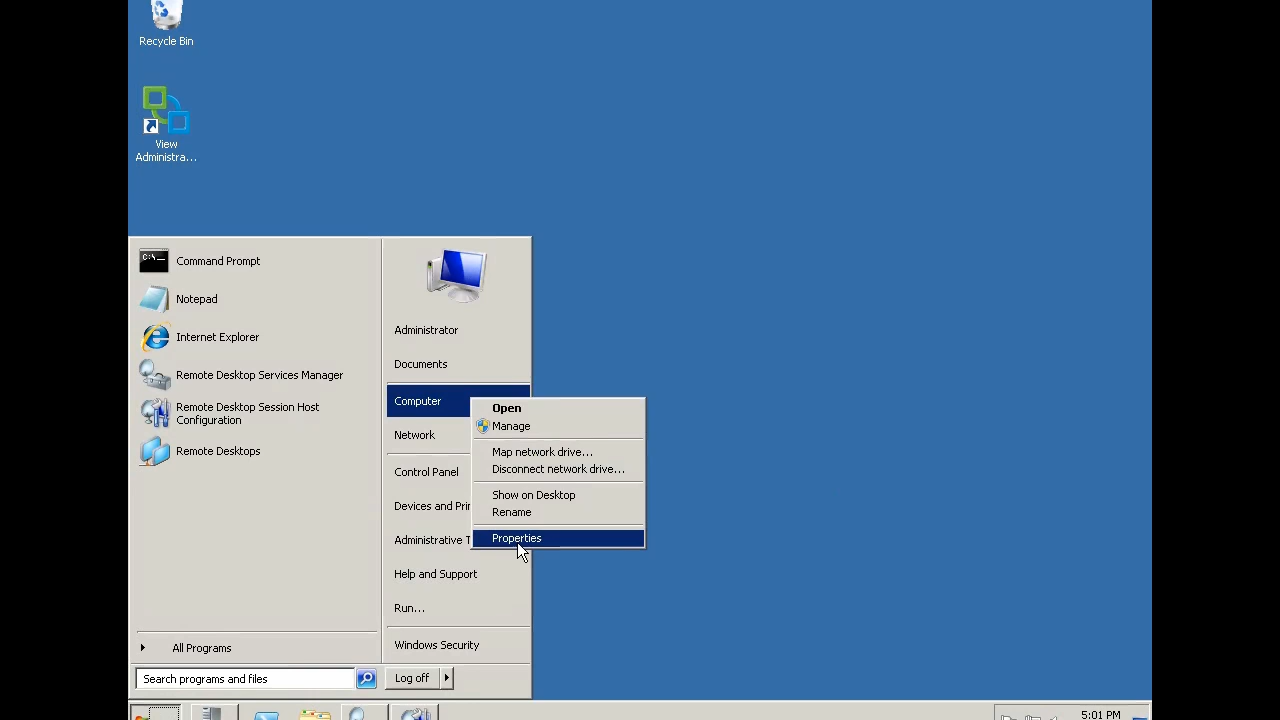 Recycle Bin
View
Administra...
Command Prompt
Notepad
Internet Explorer
Remote Desktop Services Manager
Remote Desktop Session Host
Configuration
Remote Desktops
All Programs
Search programs and files
Administrator
Documents
Computer
Network
Control Panel
Devices and Prin
Administrative T
Help and Support
Run...
Windows Security
Log off
Open
Manage
Map network drive...
Disconnect network drive...
Show on Desktop
Rename
Properties
5:01 PM